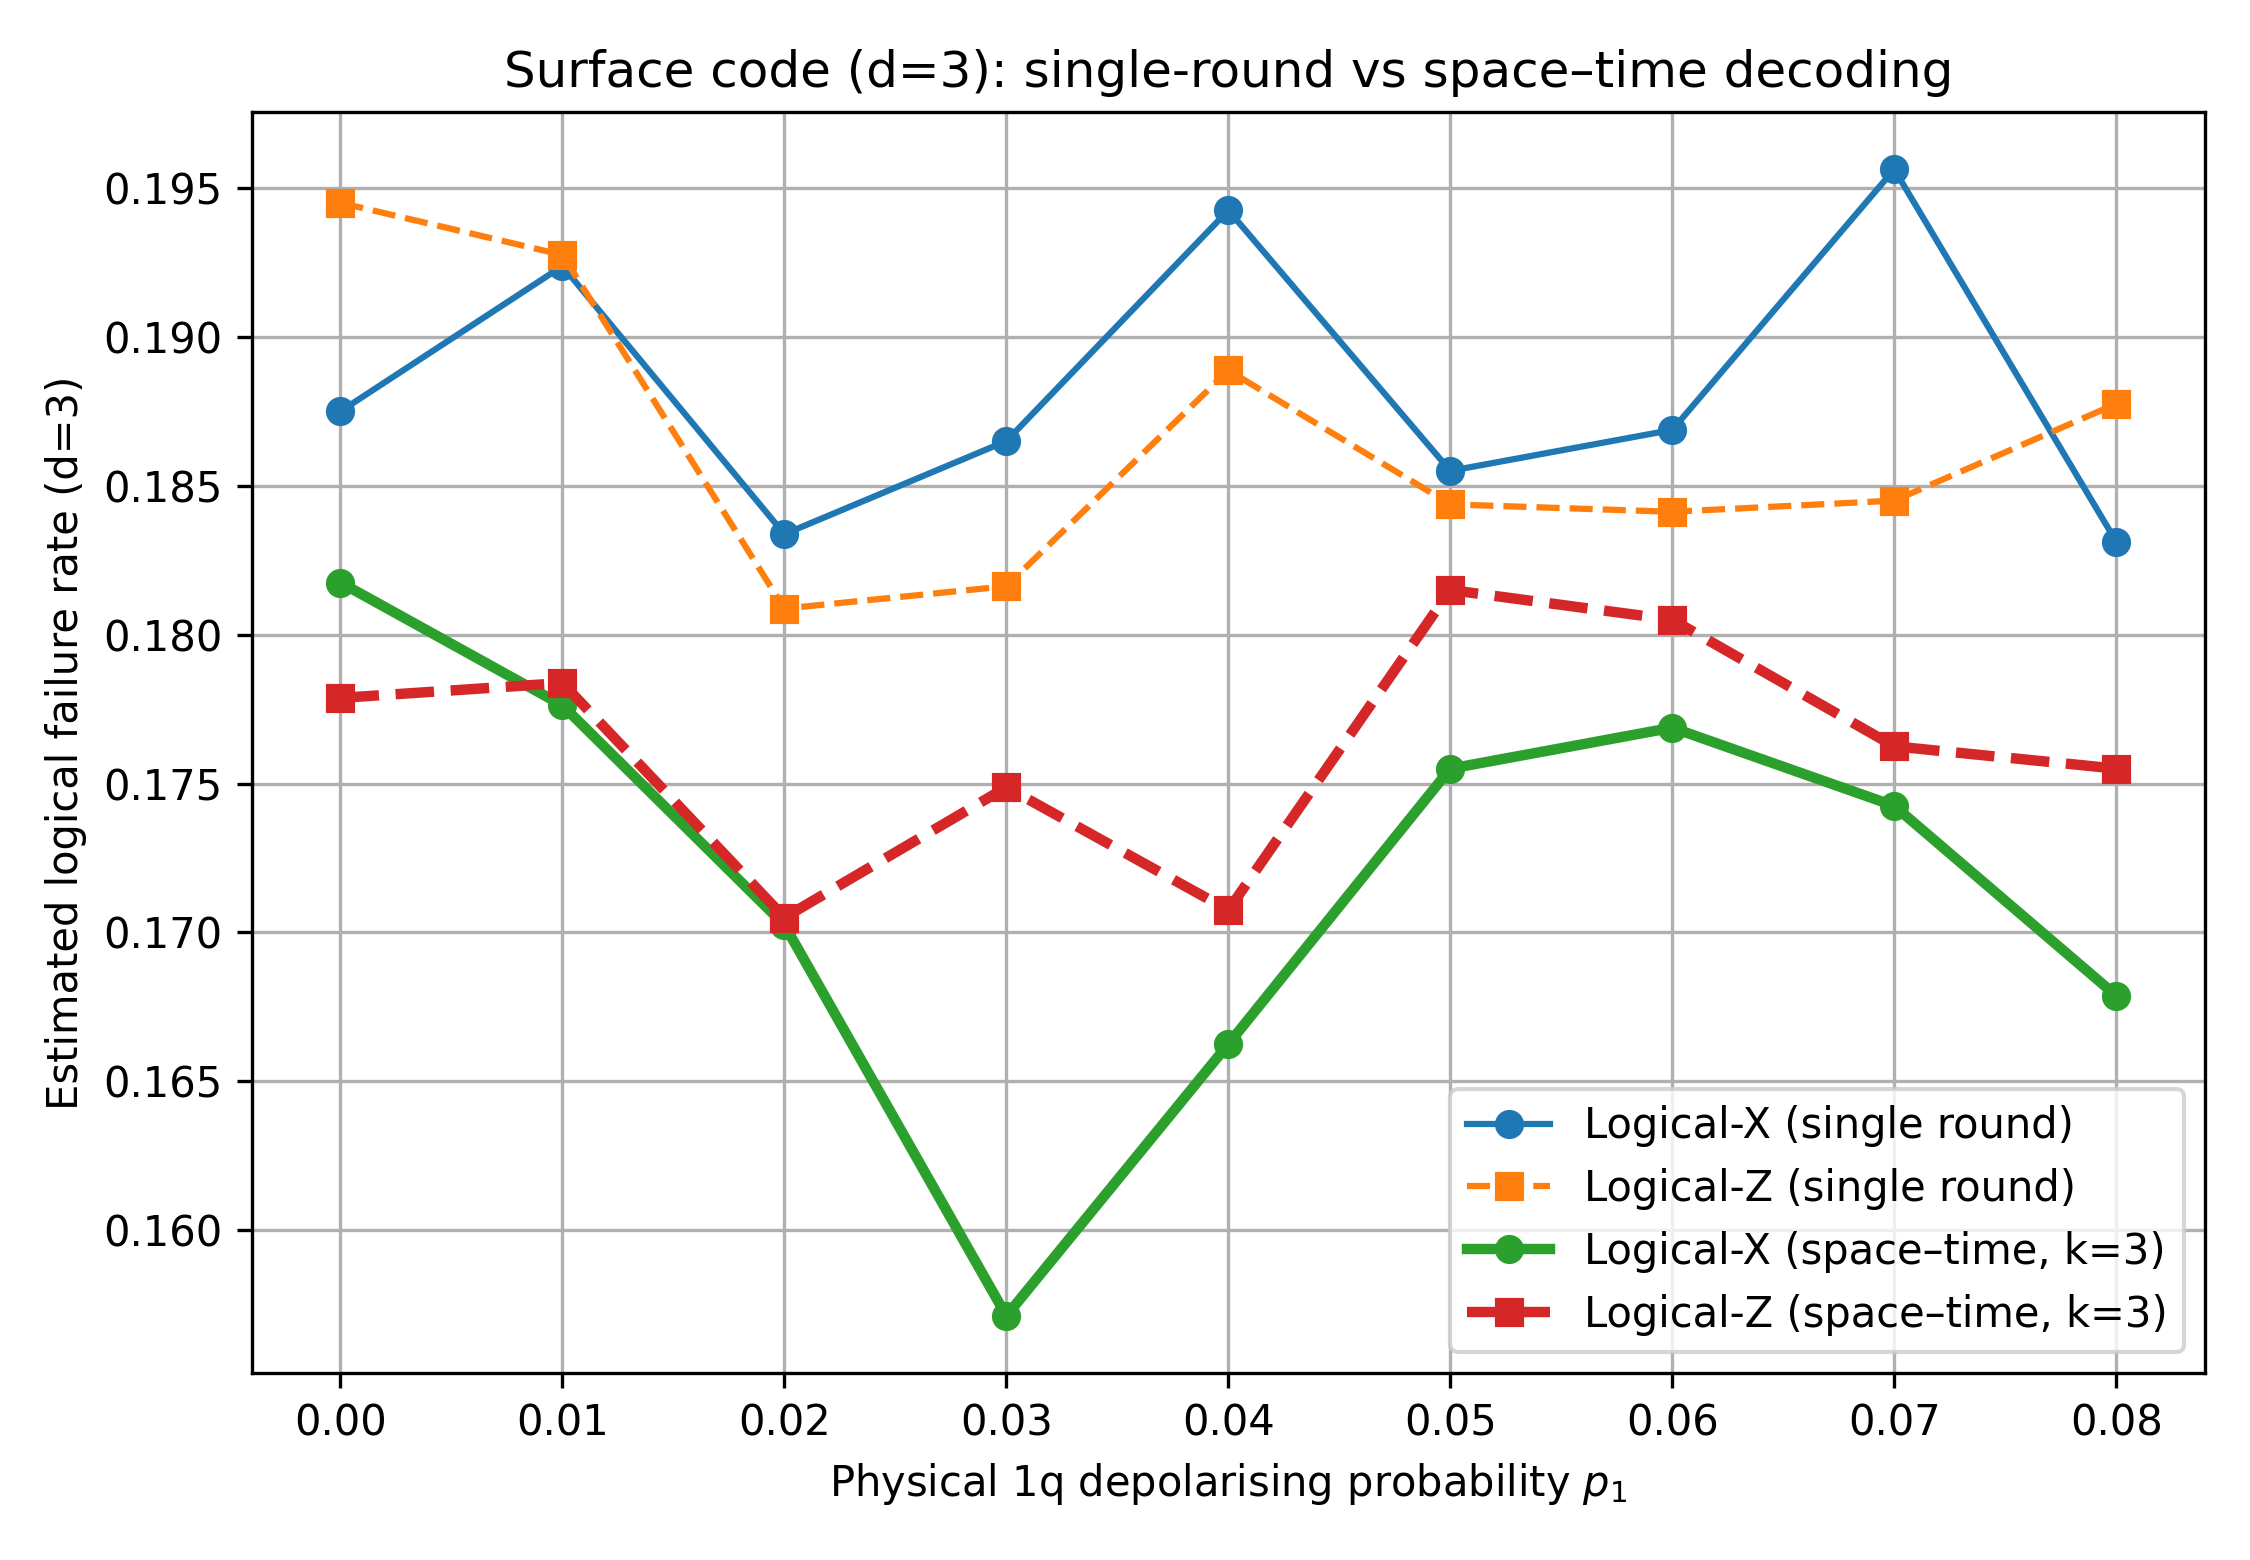 Surface code (d=3): single-round vs space–time decoding
Estimated logical failure rate (d=3)
0.195
0.190
0.185
0.180
0.175
0.170
0.165
0.160
Logical-X (single round)
Logical-Z (single round)
Logical-X (space–time, k=3)
Logical-Z (space–time, k=3)
0.00 0.01 0.02 0.03 0.04 0.05 0.06 0.07 0.08
Physical 1q depolarising probability p₁